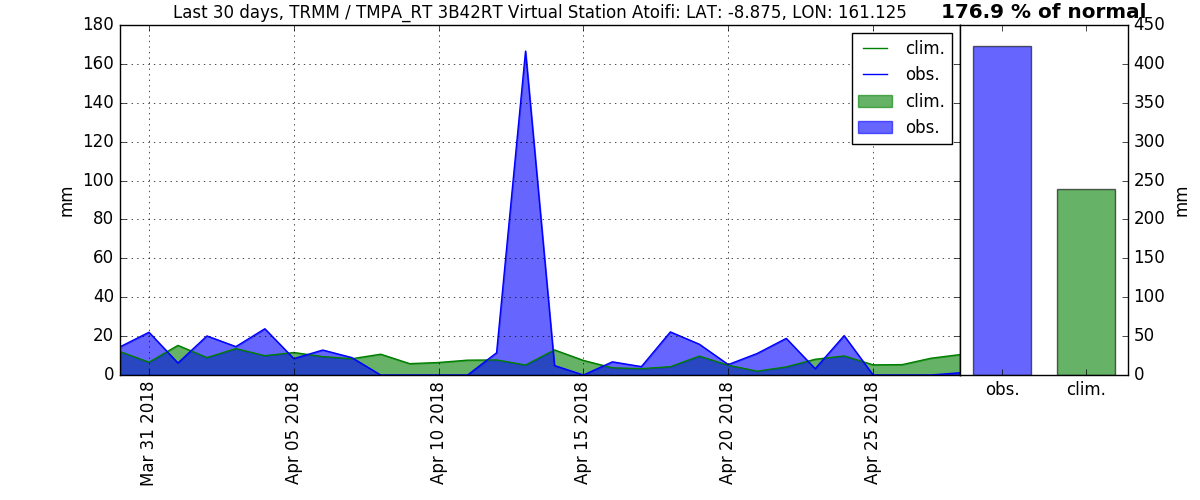 Last 30 days, TRMM / TMPA_RT 3B42RT Virtual Station Atoifi: LAT: -8.875, LON: 161.125
176.9 % of normal
180
160
140
120
100
80
60
40
20
0
mm
clim.
obs.
clim.
obs.
Mar 31 2018
Apr 05 2018
Apr 10 2018
Apr 15 2018
Apr 20 2018
Apr 25 2018
450
400
350
300
250
200
150
100
50
0
mm
obs.
clim.